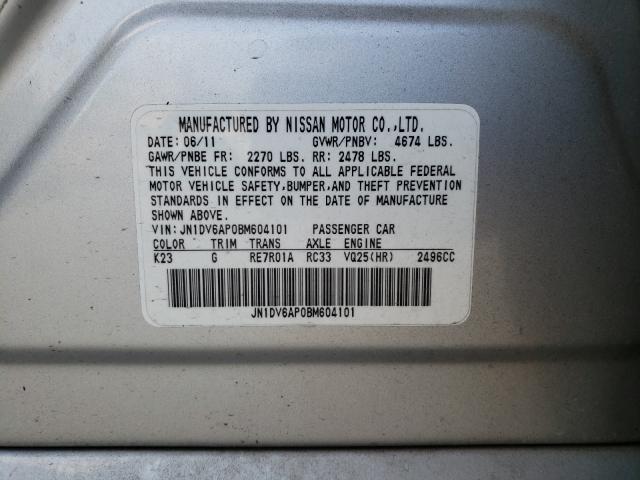 MANUFACTURED BY NISSAN MOTOR CO.,LTD.
DATE: 06/11 GVWR/PNBV: 4674 LBS.
GAWR/PNBE FR: 2270 LBS. RR: 2478 LBS.
THIS VEHICLE CONFORMS TO ALL APPLICABLE FEDERAL
MOTOR VEHICLE SAFETY,BUMPER,AND THEFT PREVENTION
STANDARDS IN EFFECT ON THE DATE OF MANUFACTURE
SHOWN ABOVE.
VIN: JN1DV6AP0BM604101 PASSENGER CAR
COLOR TRIM TRANS AXLE ENGINE
K23 G RE7R01A RC33 VQ25(HR) 2496CC
JN1DV6AP0BM604101